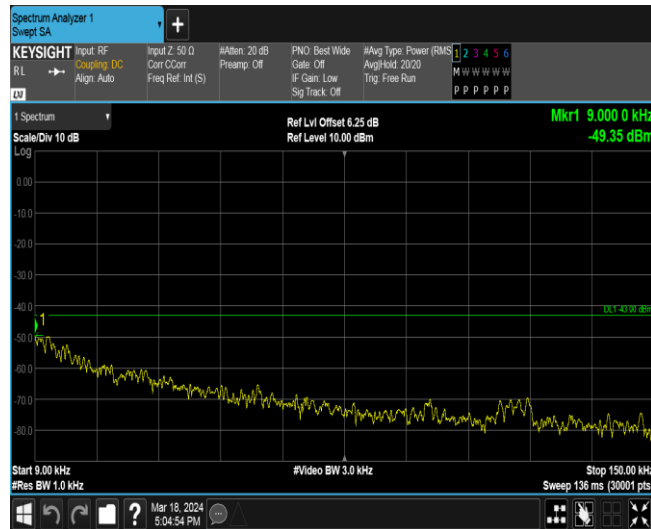 Spectrum Analyzer 1
Swept SA
+
KEYSIGHT Input: RF Input Z: 50 Ω #Atten: 20 dB PNO: Best Wide #Avg Type: Power (RMS 1 2 3 4 5 6
RL Coupling: DC Corr CCorr Preamp: Off Gate: Off Avg|Hold: 20/20 M W W W W W
Align: Auto Freq Ref: Int (S) IF Gain: Low Trig: Free Run
Sig Track: Off P P P P P P
LXI
1 Spectrum Ref Lvl Offset 6.25 dB Mkr1 9.000 0 kHz
Scale/Div 10 dB Ref Level 10.00 dBm -49.35 dBm
Log
0.00
-10.0
-20.0
-30.0
-40.0
DL1 -43.00 dBm
1
-50.0
-60.0
-70.0
-80.0
Start 9.00 kHz #Video BW 3.0 kHz Stop 150.00 kHz
#Res BW 1.0 kHz Sweep 136 ms (30001 pts
? Mar 18, 2024
5:04:54 PM